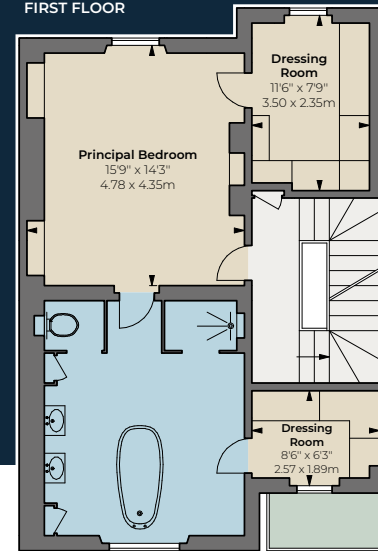 FIRST FLOOR
Dressing
Room
11'6" x 7'9"
3.50 x 2.35m
Principal Bedroom
15'9" x 14'3"
4.78 x 4.35m
Dressing
Room
8'6" x 6'3"
2.57 x 1.89m